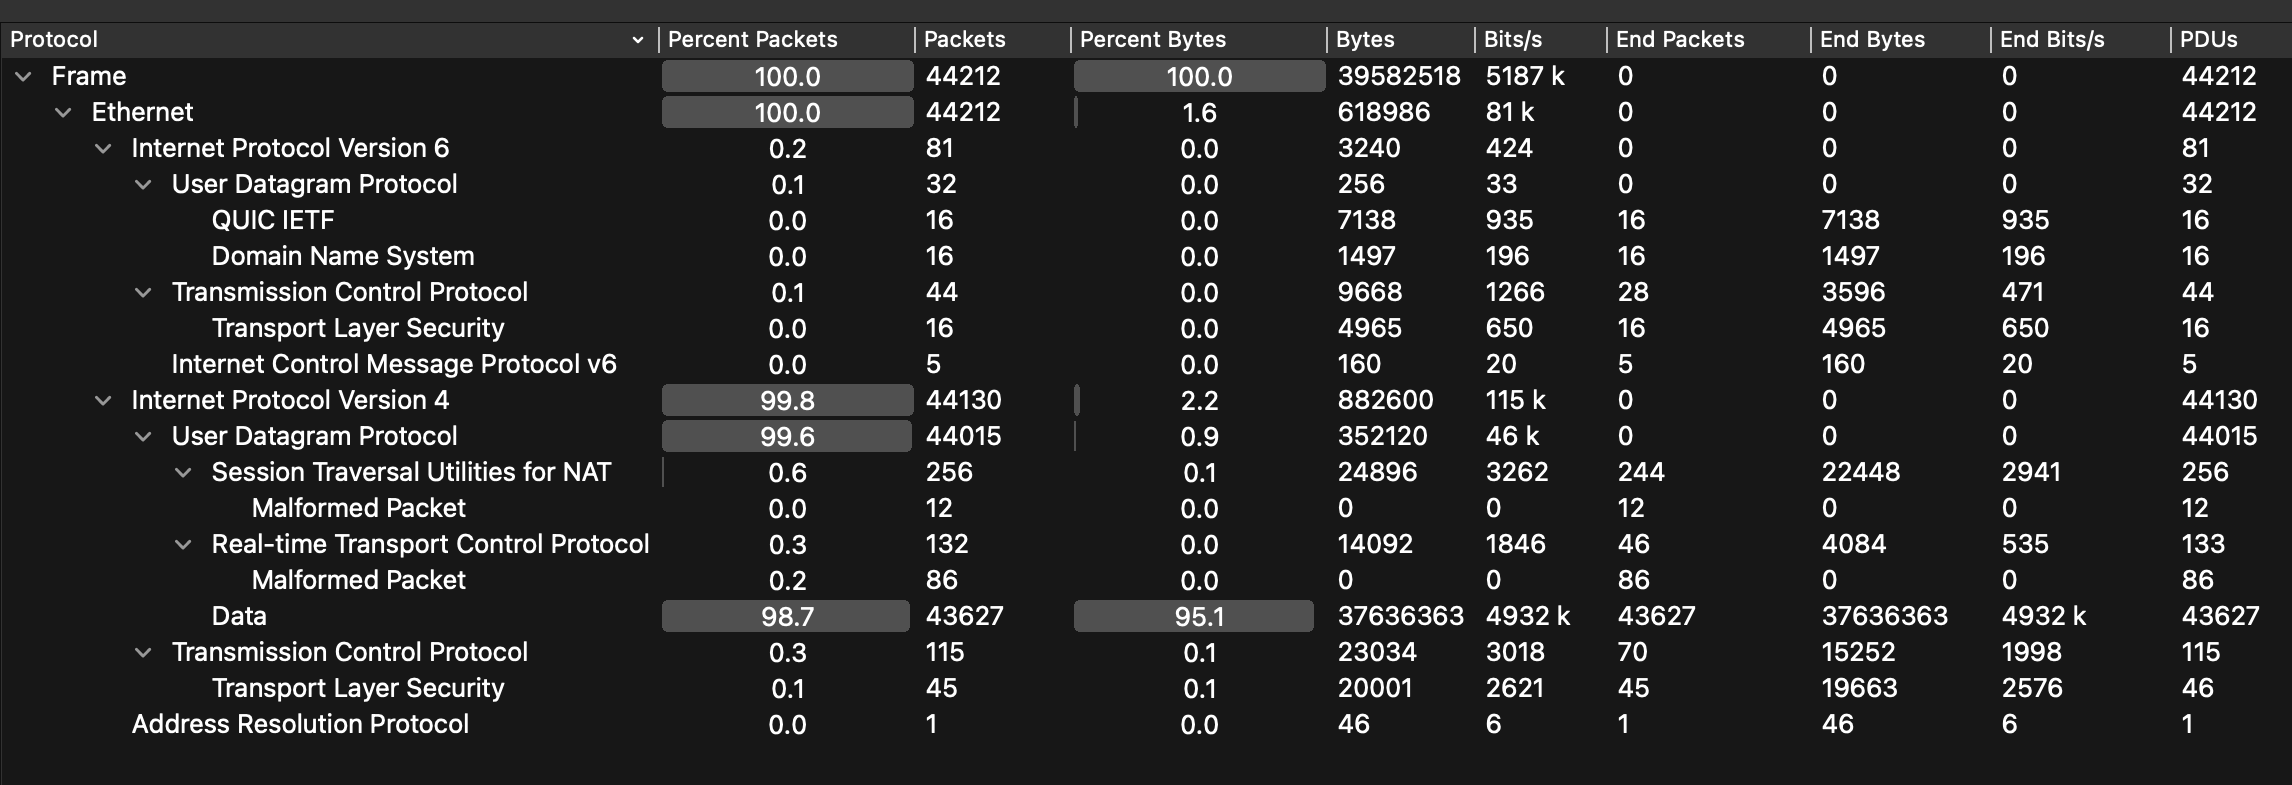 Protocol Percent Packets Packets Percent Bytes Bytes Bits/s End Packets End Bytes End Bits/s PDUs
Frame 100.0 44212 100.0 39582518 5187 k 0 0 0 44212
Ethernet 100.0 44212 1.6 618986 81 k 0 0 0 44212
Internet Protocol Version 6 0.2 81 0.0 3240 424 0 0 0 81
User Datagram Protocol 0.1 32 0.0 256 33 0 0 0 32
QUIC IETF 0.0 16 0.0 7138 935 16 7138 935 16
Domain Name System 0.0 16 0.0 1497 196 16 1497 196 16
Transmission Control Protocol 0.1 44 0.0 9668 1266 28 3596 471 44
Transport Layer Security 0.0 16 0.0 4965 650 16 4965 650 16
Internet Control Message Protocol v6 0.0 5 0.0 160 20 5 160 20 5
Internet Protocol Version 4 99.8 44130 2.2 882600 115 k 0 0 0 44130
User Datagram Protocol 99.6 44015 0.9 352120 46 k 0 0 0 44015
Session Traversal Utilities for NAT 0.6 256 0.1 24896 3262 244 22448 2941 256
Malformed Packet 0.0 12 0.0 0 0 12 0 0 12
Real-time Transport Control Protocol 0.3 132 0.0 14092 1846 46 4084 535 133
Malformed Packet 0.2 86 0.0 0 0 86 0 0 86
Data 98.7 43627 95.1 37636363 4932 k 43627 37636363 4932 k 43627
Transmission Control Protocol 0.3 115 0.1 23034 3018 70 15252 1998 115
Transport Layer Security 0.1 45 0.1 20001 2621 45 19663 2576 46
Address Resolution Protocol 0.0 1 0.0 46 6 1 46 6 1